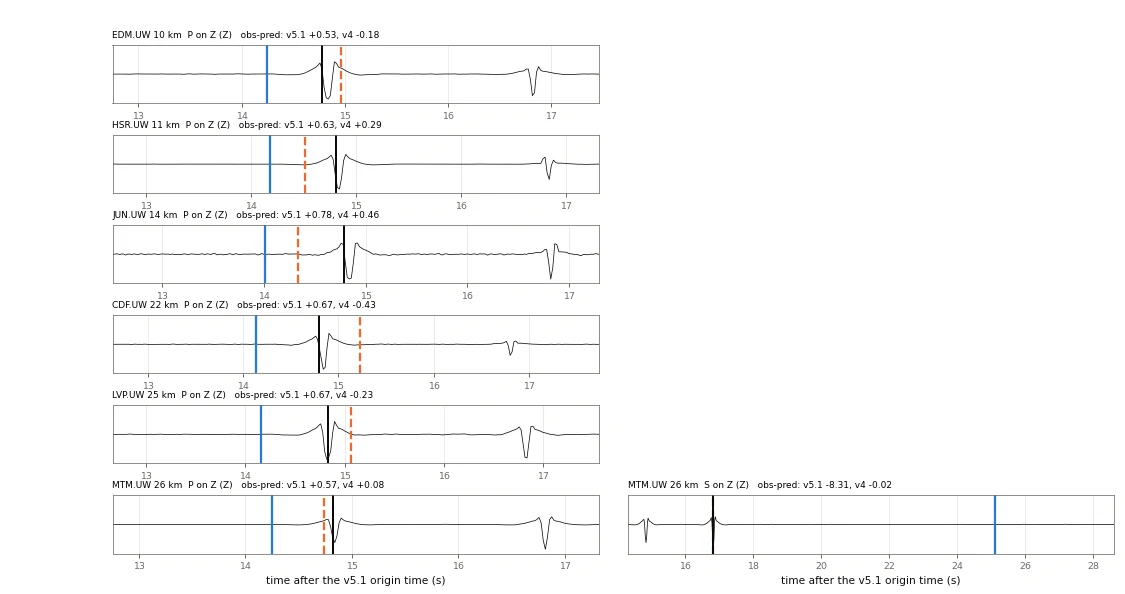 EDM.UW 10 km  P on Z (Z)   obs-pred: v5.1 +0.53, v4 -0.18
13 14 15 16 17
HSR.UW 11 km  P on Z (Z)   obs-pred: v5.1 +0.63, v4 +0.29
13 14 15 16 17
JUN.UW 14 km  P on Z (Z)   obs-pred: v5.1 +0.78, v4 +0.46
13 14 15 16 17
CDF.UW 22 km  P on Z (Z)   obs-pred: v5.1 +0.67, v4 -0.43
13 14 15 16 17
LVP.UW 25 km  P on Z (Z)   obs-pred: v5.1 +0.67, v4 -0.23
13 14 15 16 17
MTM.UW 26 km  P on Z (Z)   obs-pred: v5.1 +0.57, v4 +0.08
13 14 15 16 17
time after the v5.1 origin time (s)
MTM.UW 26 km  S on Z (Z)   obs-pred: v5.1 -8.31, v4 -0.02
16 18 20 22 24 26 28
time after the v5.1 origin time (s)